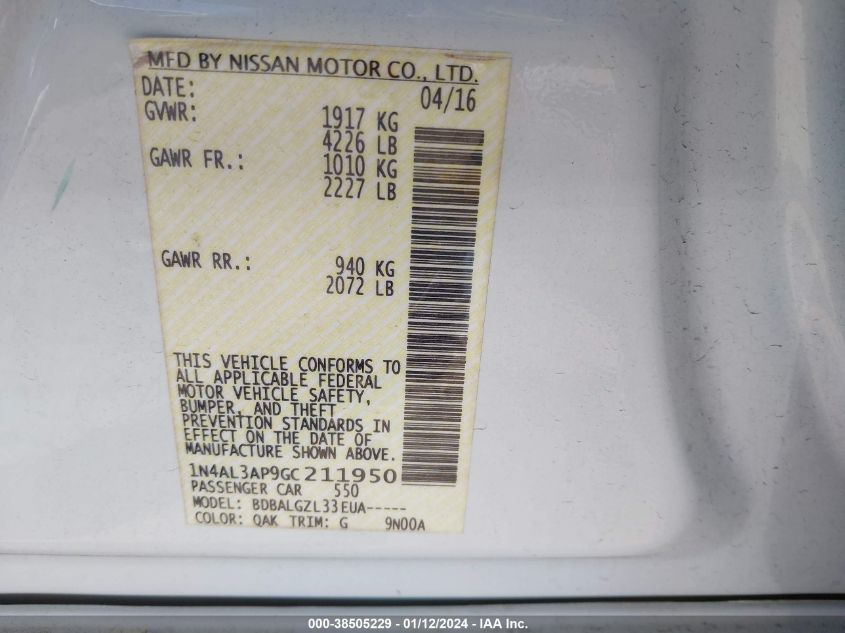 MFD BY NISSAN MOTOR CO., LTD.
DATE: 04/16
GVWR: 1917 KG
4226 LB
GAWR FR.: 1010 KG
2227 LB
GAWR RR.: 940 KG
2072 LB
THIS VEHICLE CONFORMS TO
ALL APPLICABLE FEDERAL
MOTOR VEHICLE SAFETY,
BUMPER, AND THEFT
PREVENTION STANDARDS IN
EFFECT ON THE DATE OF
MANUFACTURE SHOWN ABOVE.
1N4AL3AP9GC211950
PASSENGER CAR 550
MODEL: BDBALGZL33EUA-----
COLOR: QAK TRIM: G 9N00A
000-38505229 - 01/12/2024 - IAA Inc.